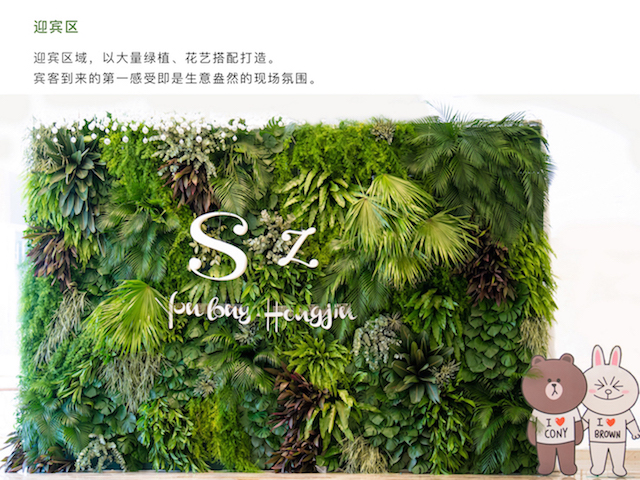 迎宾区
迎宾区域，以大量绿植、花艺搭配打造。
宾客到来的第一感受即是生意盎然的现场氛围。
S z
Hengjia
I ❤ CONY
I ❤ BROWN